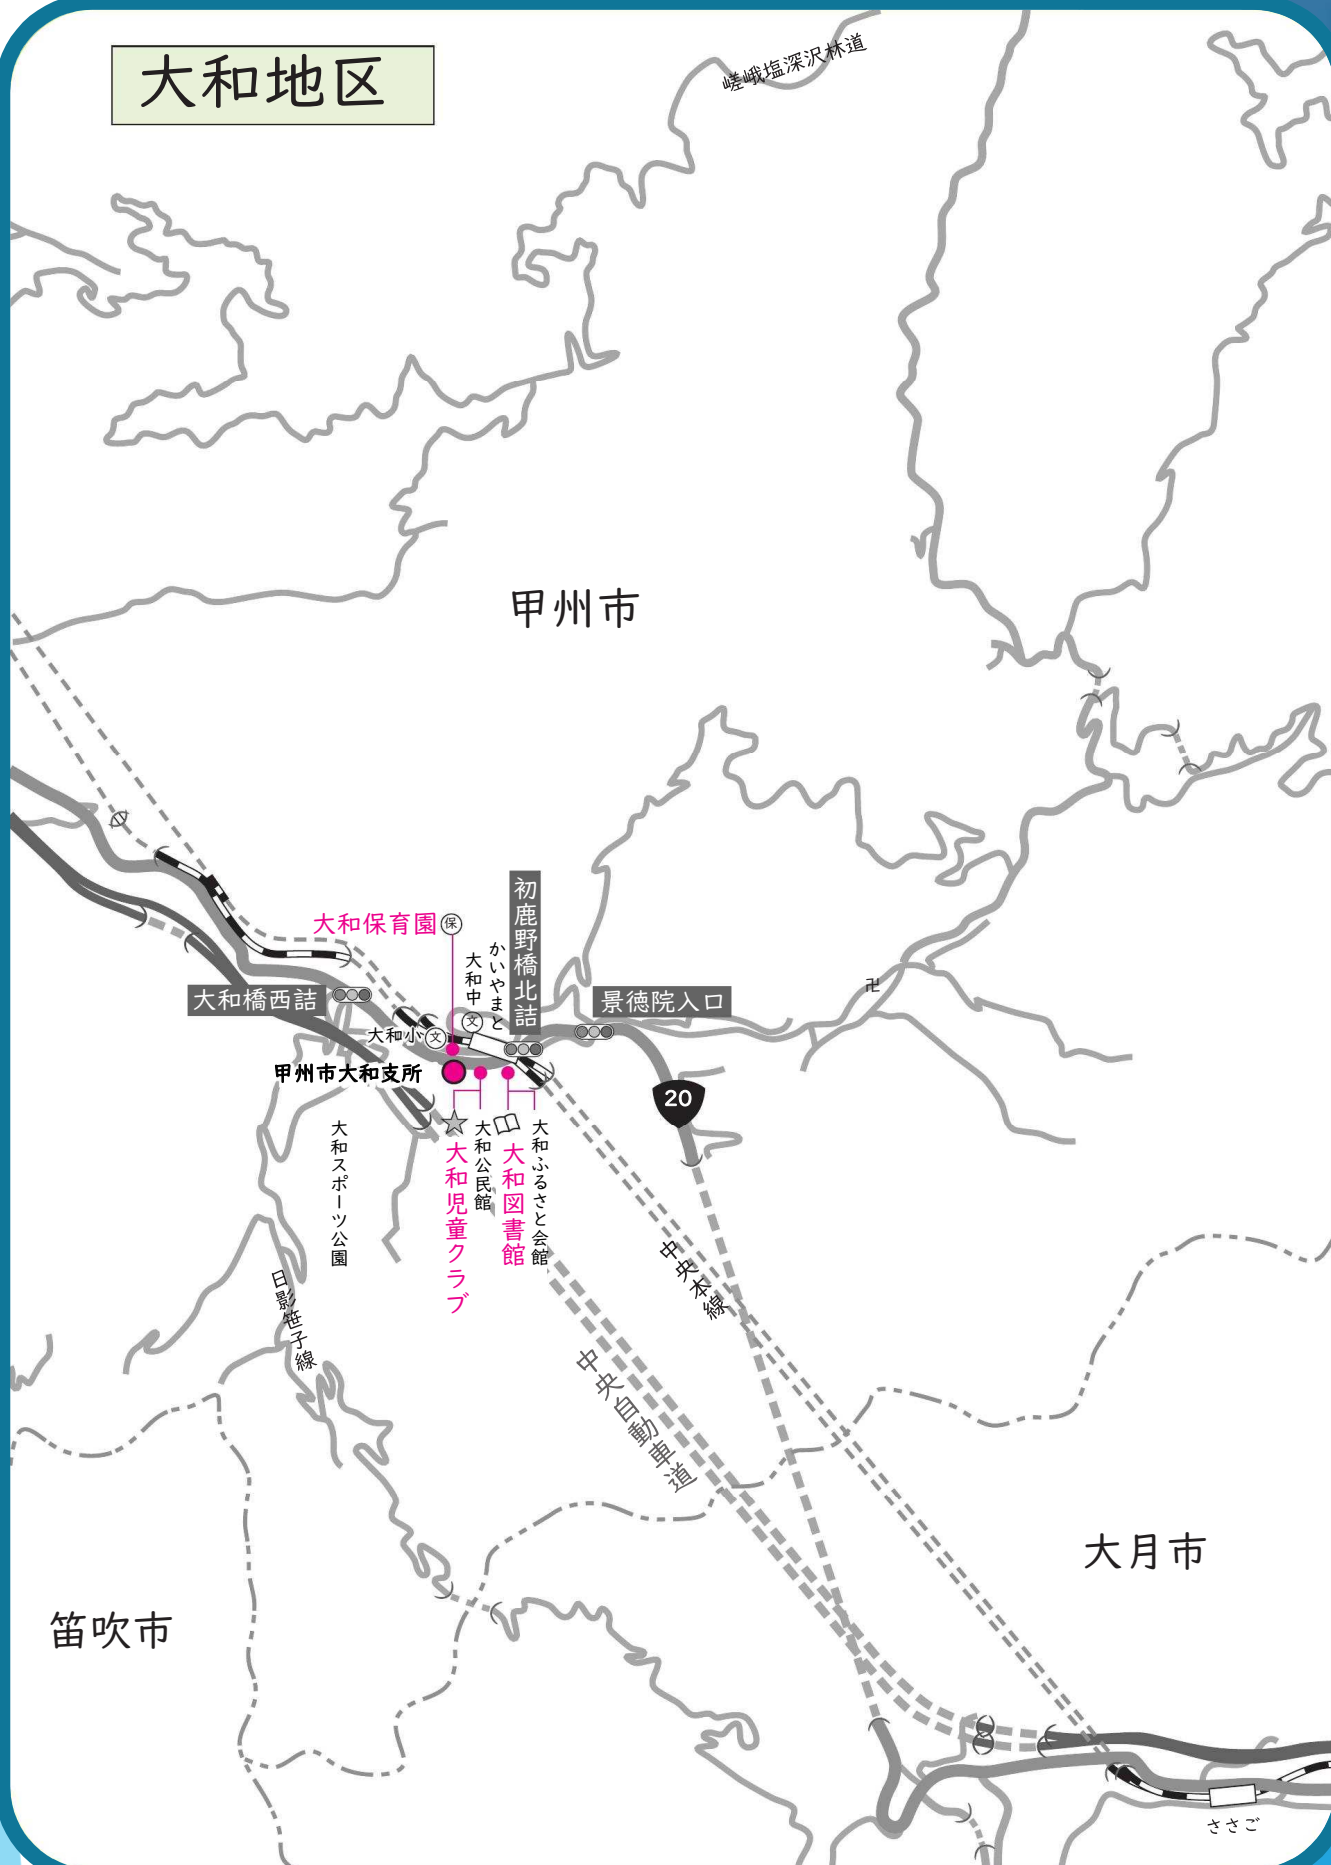 大和地区
嵯峨塩深沢林道
甲州市
大和保育園
保
初鹿野橋北詰
かいやまと
大和中
文
大和橋西詰
景徳院入口
卍
大和小
文
甲州市大和支所
20
大和スポーツ公園
大和児童クラブ
大和公民館
大和図書館
大和ふるさと会館
日影笹子線
中央本線
中央自動車道
大月市
笛吹市
ささご